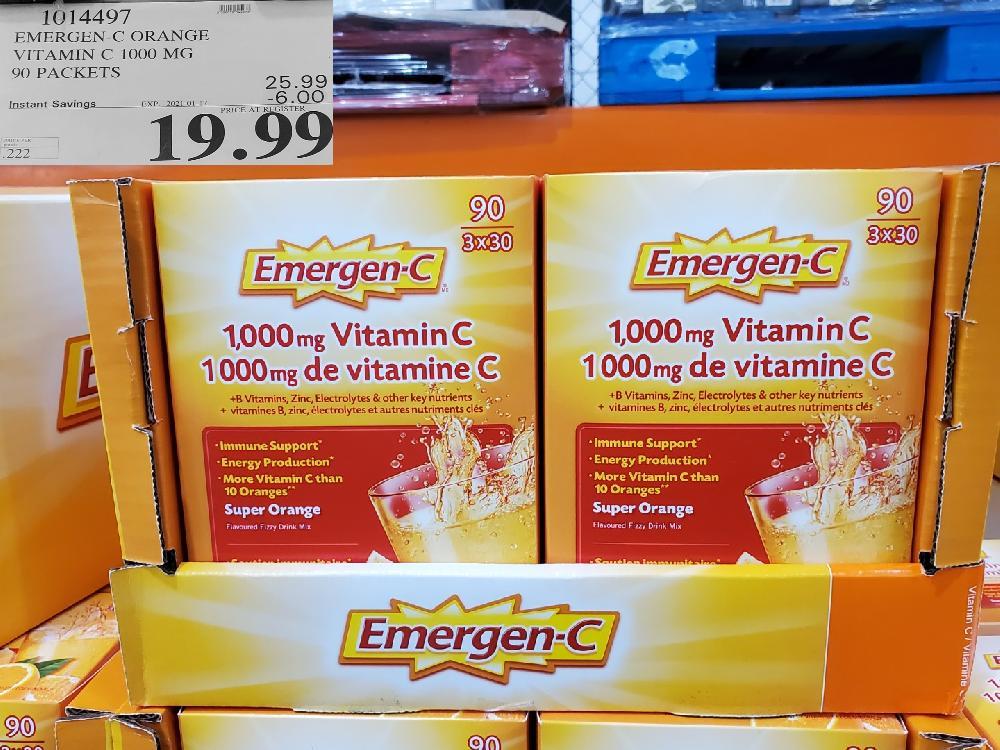 1014497
EMERGEN-C ORANGE
VITAMIN C 1000 MG
90 PACKETS
25.99
Instant Savings
-6.00
PRICE AT REGISTER
19.99
.222
90
3x30
Emergen-C
1,000mg Vitamin C
1 000mg de vitamine C
+B Vitamins, Zinc, Electrolytes & other key nutrients
+ vitamines B, zinc, électrolytes et autres nutriments clés
·Immune Support*
·Energy Production*
·More Vitamin C than
10 Oranges**
Super Orange
Flavoured Fizzy Drink Mix
90
3x30
Emergen-C
1,000mg Vitamin C
1 000mg de vitamine C
+B Vitamins, Zinc, Electrolytes & other key nutrients
+ vitamines B, zinc, électrolytes et autres nutriments clés
·Immune Support*
·Energy Production*
·More Vitamin C than
10 Oranges**
Super Orange
Flavoured Fizzy Drink Mix
Emergen-C
Vitamin C / Vitamine C
90
90